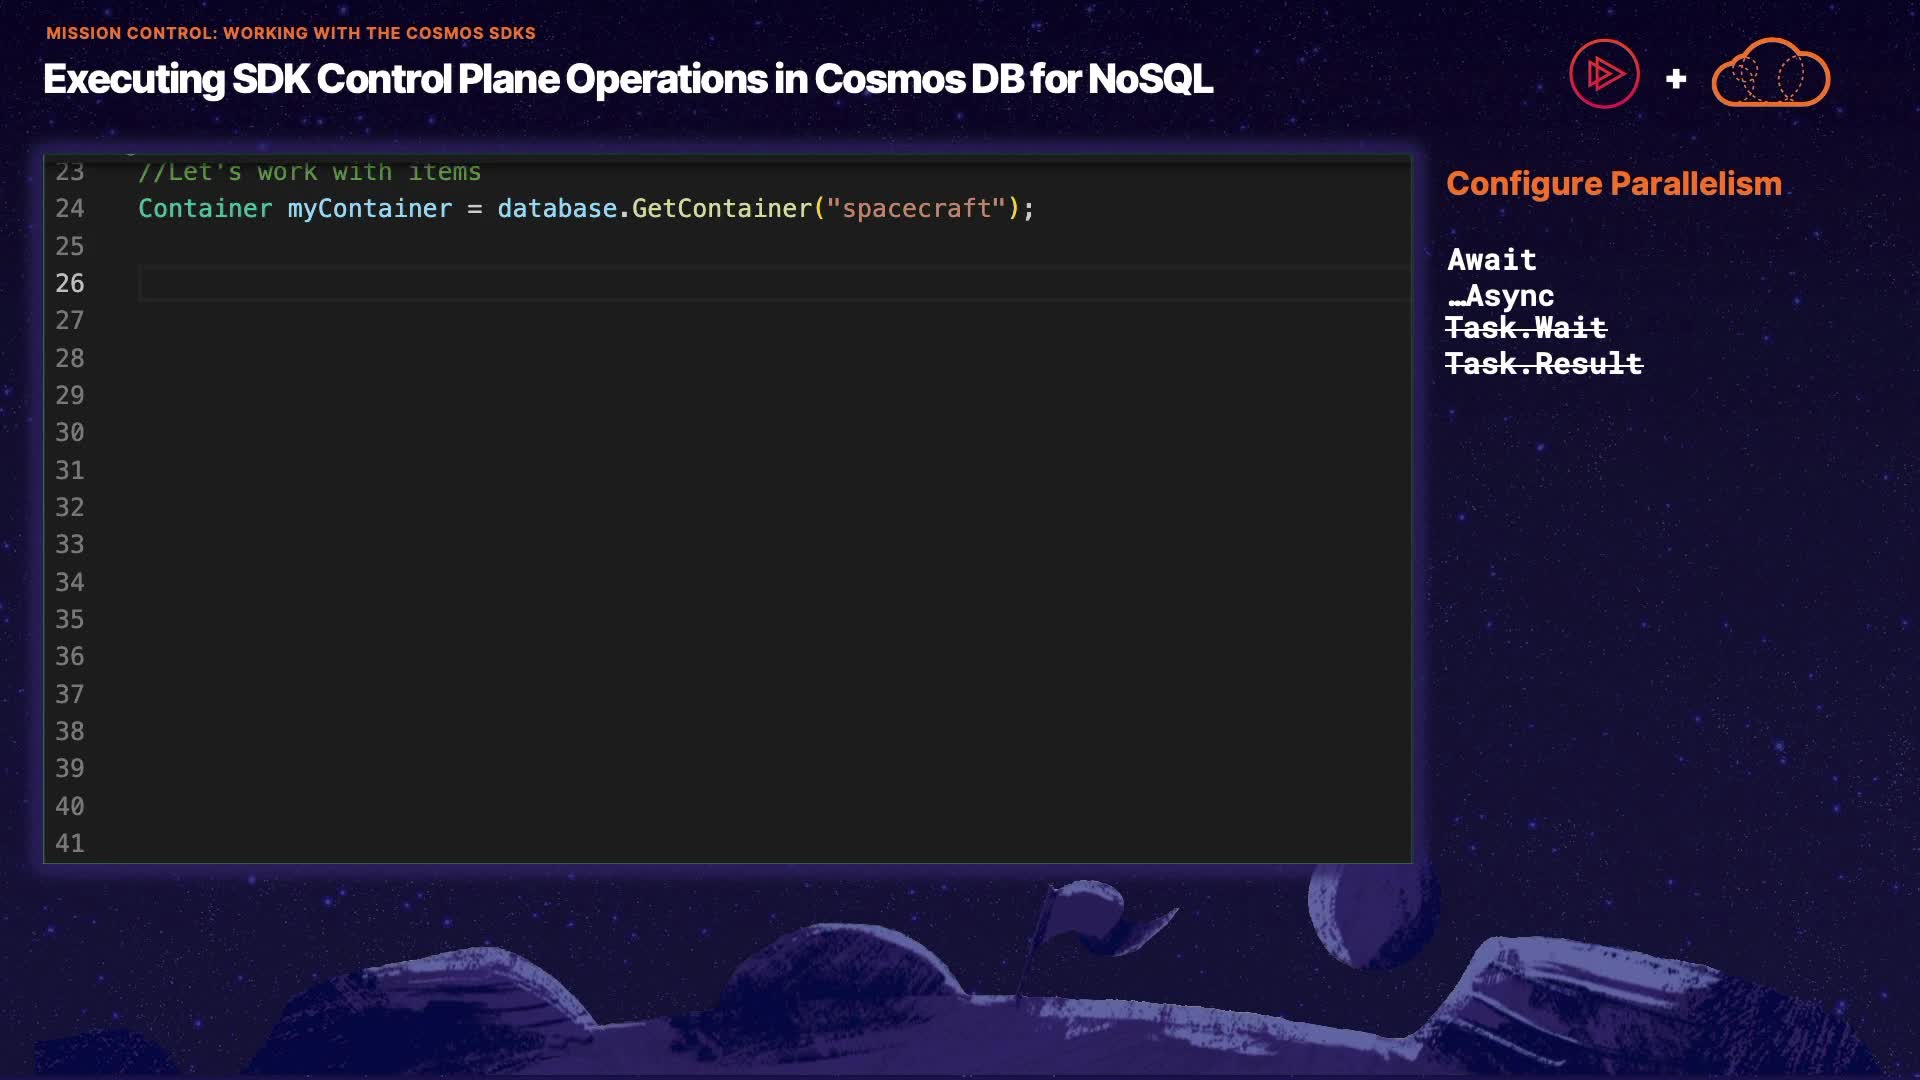 MISSION CONTROL: WORKING WITH THE COSMOS SDKS
Executing SDK Control Plane Operations in Cosmos DB for NoSQL
+
23 //Let's work with items
24 Container myContainer = database.GetContainer("spacecraft");
25
26
27
28
29
30
31
32
33
34
35
36
37
38
39
40
41
Configure Parallelism
Await
…Async
Task.Wait
Task.Result